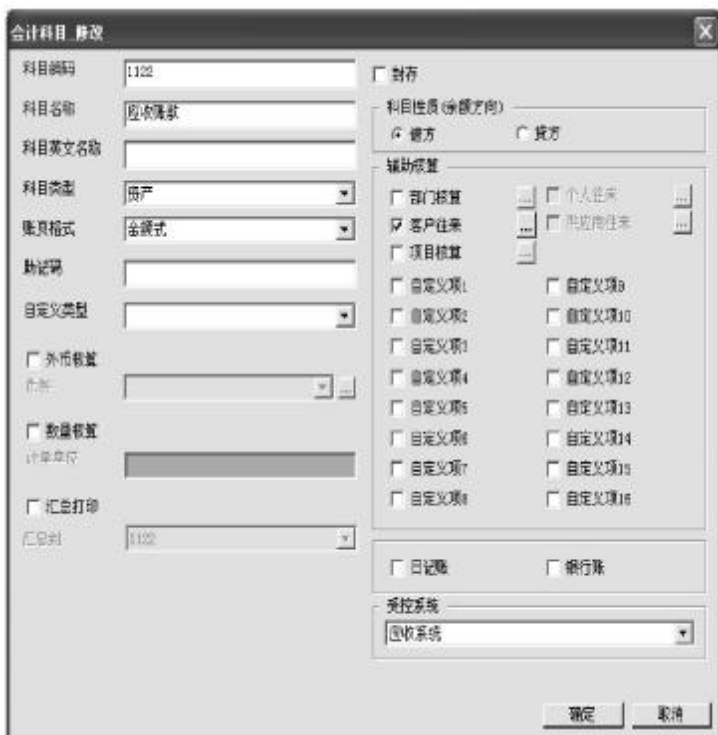 会计科目_修改
科目编码 1122
科目名称 应收账款
科目英文名称
科目类型 资产
账页格式 金额式
助记码
自定义类型
外币核算
币种
数量核算
计量单位
汇总打印
汇总到 1122
封存
科目性质(余额方向)
借方 贷方
辅助核算
部门核算 ... 个人往来 ...
客户往来 ... 供应商往来 ...
项目核算 ...
自定义项1 自定义项9
自定义项2 自定义项10
自定义项3 自定义项11
自定义项4 自定义项12
自定义项5 自定义项13
自定义项6 自定义项14
自定义项7 自定义项15
自定义项8 自定义项16
日记账 银行账
受控系统
应收系统
确定 取消